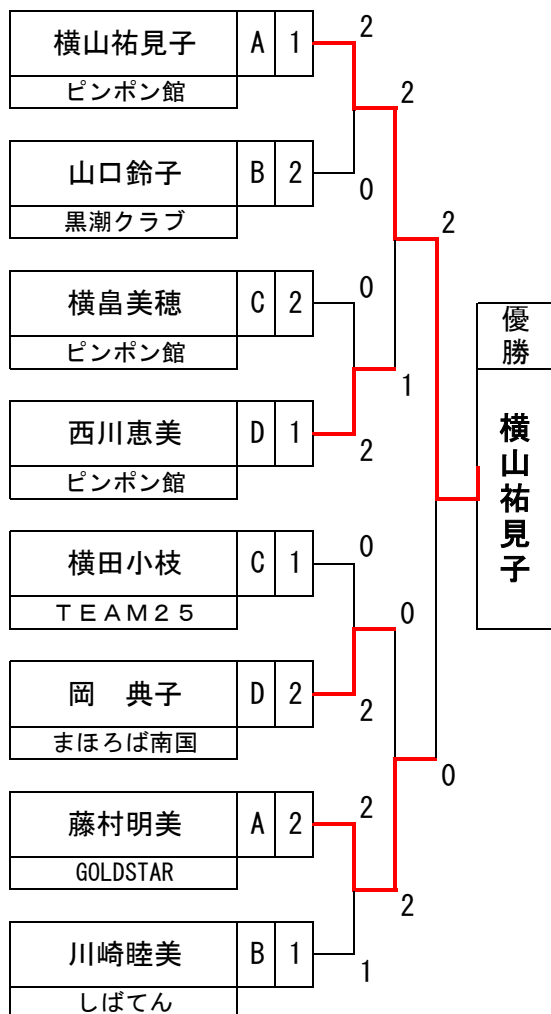 横山祐見子 A 1
ピンポン館
2
2
山口鈴子 B 2
黒潮クラブ
0
2
横畠美穂 C 2
ピンポン館
0
1
西川恵美 D 1
ピンポン館
2
優勝
横山祐見子
横田小枝 C 1
TEAM25
0
0
岡 典子 D 2
まほろば南国
2
0
藤村明美 A 2
GOLDSTAR
2
2
川崎睦美 B 1
しばてん
1